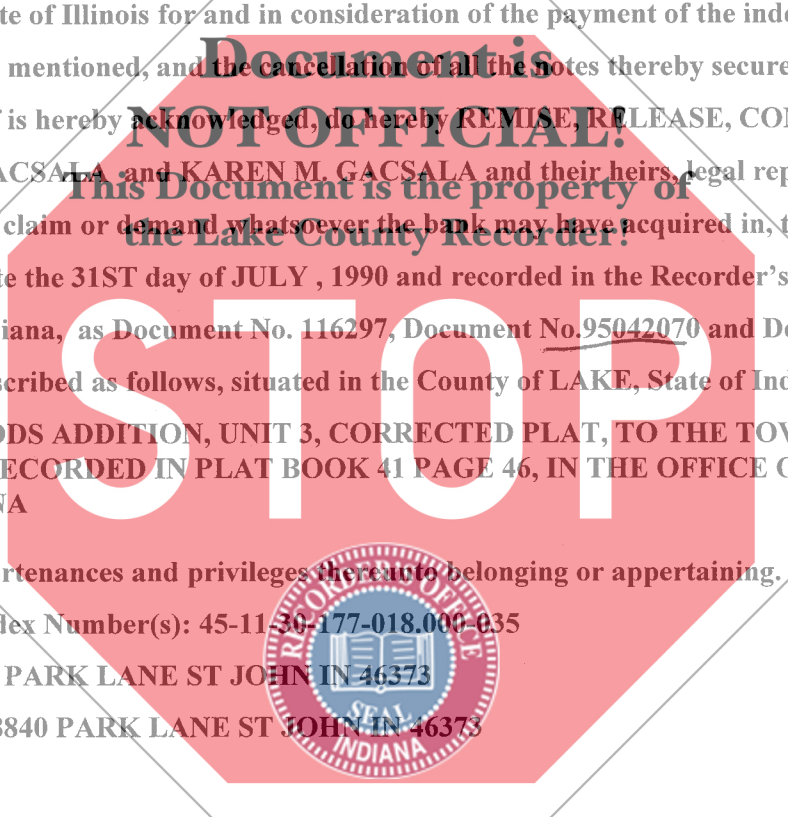 te of Illinois for and in consideration of the payment of the inde
Document is
mentioned, and the cancellation of all the notes thereby secure
NOT OFFICIAL!
is hereby acknowledged, do hereby REMISE, RELEASE, CON
ACSALA and KAREN M. GACSALA and their heirs, legal rep
This Document is the property of
claim or demand whatsoever the bank may have acquired in, t
the Lake County Recorder!
te the 31ST day of JULY , 1990 and recorded in the Recorder's
iana, as Document No. 116297, Document No.95042070 and Do
STOP
scribed as follows, situated in the County of LAKE, State of Ind
DS ADDITION, UNIT 3, CORRECTED PLAT, TO THE TOW
ECORDED IN PLAT BOOK 41 PAGE 46, IN THE OFFICE O
NA
rtenances and privileges thereunto belonging or appertaining.
dex Number(s): 45-11-30-177-018.000-035
PARK LANE ST JOHN IN 46373
3840 PARK LANE ST JOHN IN 46373
RECORDER'S OFFICE
SEAL
INDIANA